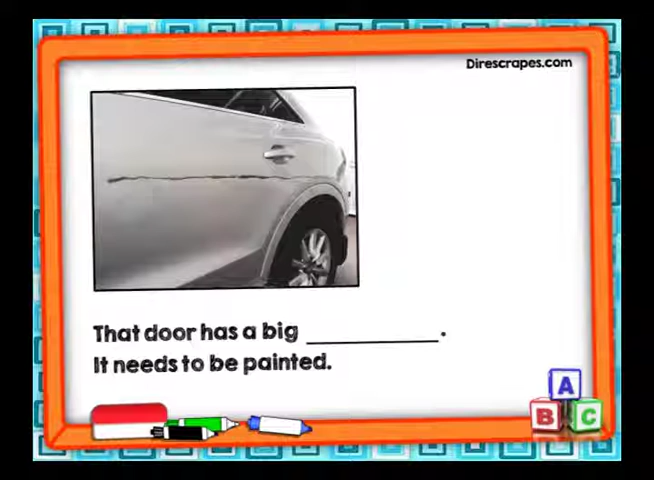 Direscrapes.com
That door has a big ____________.
It needs to be painted.
A
B C